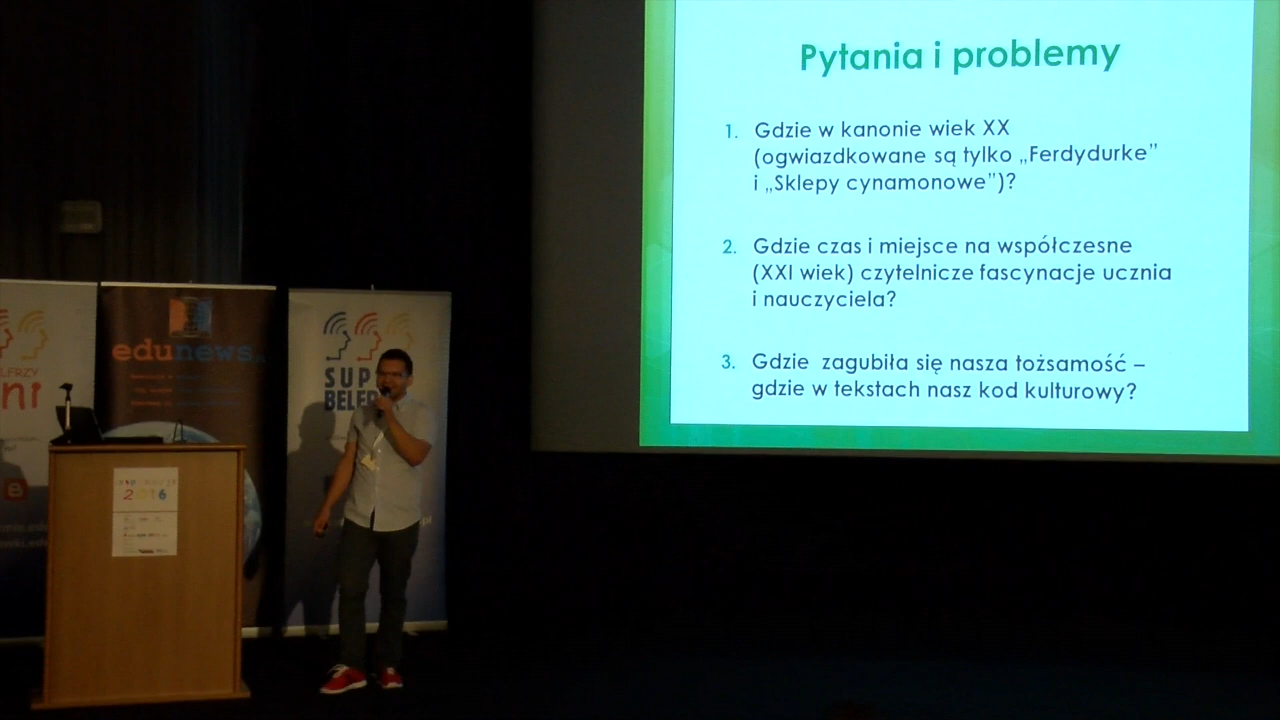 Pytania i problemy
1. Gdzie w kanonie wiek XX
(ogwiazdkowane są tylko „Ferdydurke”
i „Sklepy cynamonowe”)?
2. Gdzie czas i miejsce na współczesne
(XXI wiek) czytelnicze fascynacje ucznia
i nauczyciela?
3. Gdzie zagubiła się nasza tożsamość –
gdzie w tekstach nasz kod kulturowy?
edunews
SUP
BELFR
2016